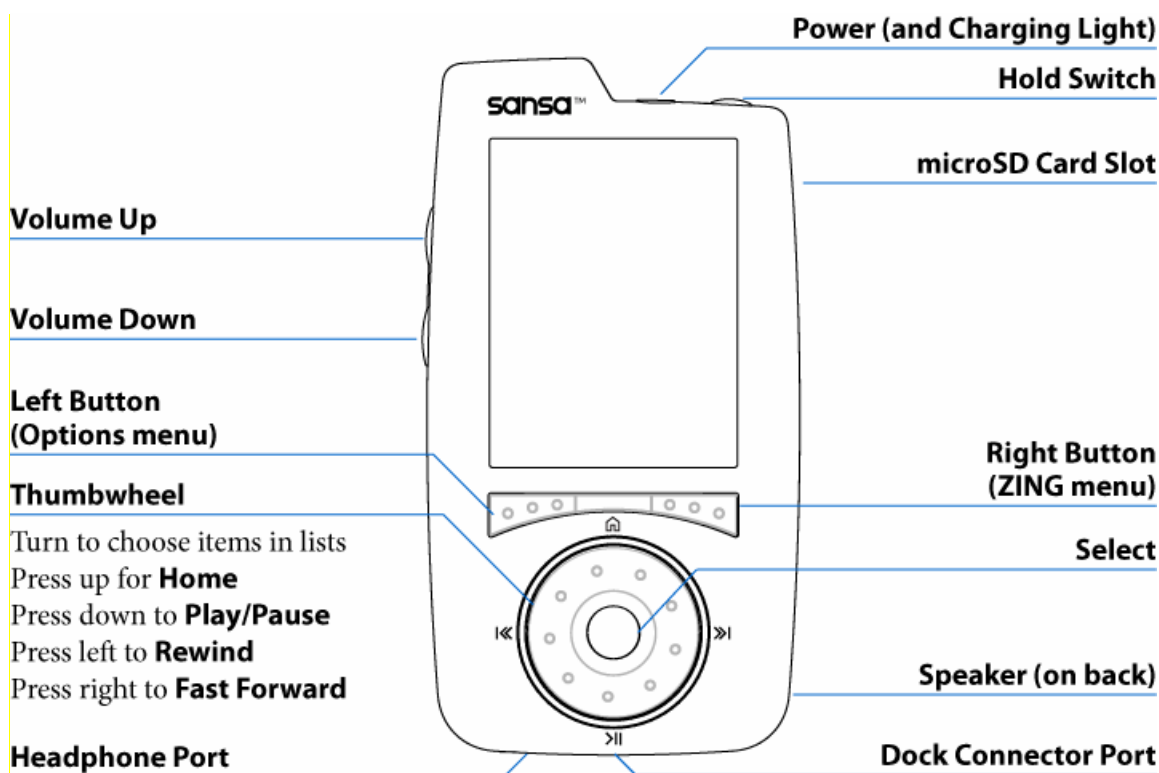 Power (and Charging Light)
Hold Switch
sansa™
microSD Card Slot
Volume Up
Volume Down
Left Button
(Options menu)
Right Button
(ZING menu)
Thumbwheel
Turn to choose items in lists
Press up for Home
Press down to Play/Pause
Press left to Rewind
Press right to Fast Forward
Select
Speaker (on back)
Headphone Port
Dock Connector Port